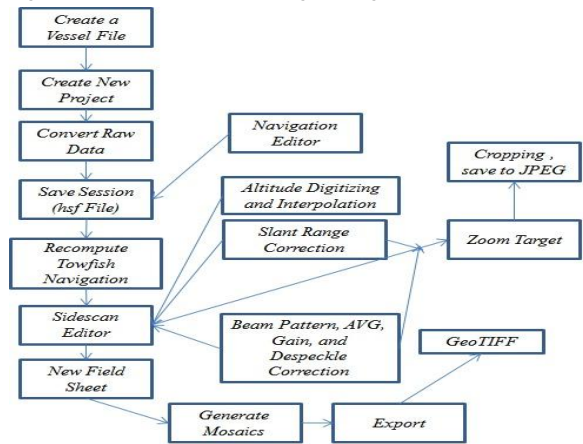 Create a
Vessel File
Create New
Project
Convert Raw
Data
Navigation
Editor
Cropping ,
save to JPEG
Save Session
(hsf File)
Altitude Digitizing
and Interpolation
Slant Range
Correction
Zoom Target
Recompute
Towfish
Navigation
Sidescan
Editor
Beam Pattern, AVG,
Gain, and
Despeckle
Correction
GeoTIFF
New Field
Sheet
Generate
Mosaics
Export